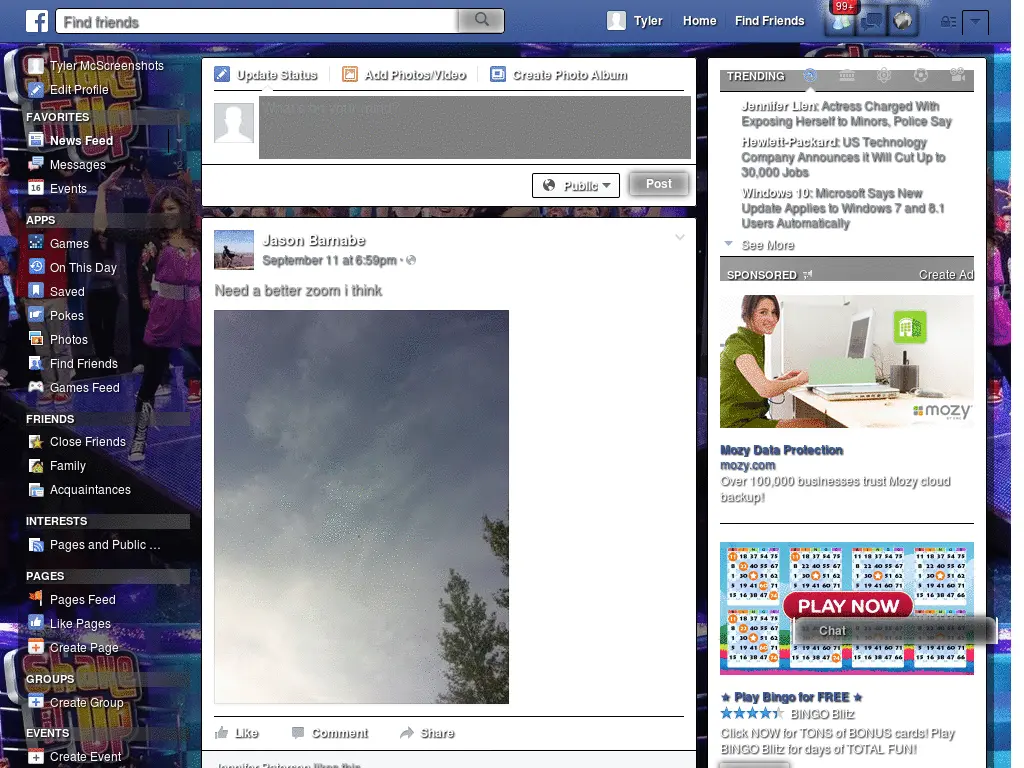 99+
Find friends
Tyler
Home
Find Friends
Tyler McScreenshots
Edit Profile
FAVORITES
News Feed
Messages
16 Events
APPS
Games
On This Day
Saved
Pokes
Photos
Find Friends
Games Feed
FRIENDS
Close Friends
Family
Acquaintances
INTERESTS
Pages and Public ...
PAGES
Pages Feed
Like Pages
Create Page
GROUPS
Create Group
EVENTS
Create Event
Update Status
Add Photos/Video
Create Photo Album
What's on your mind?
Public
Post
Jason Barnabe
September 11 at 6:59pm ·
Need a better zoom i think
Like
Comment
Share
Jennifer Peterson likes this.
TRENDING
Jennifer Lien: Actress Charged With
Exposing Herself to Minors, Police Say
Hewlett-Packard: US Technology
Company Announces it Will Cut Up to
30,000 Jobs
Windows 10: Microsoft Says New
Update Applies to Windows 7 and 8.1
Users Automatically
See More
SPONSORED
Create Ad
mozy
Mozy Data Protection
mozy.com
Over 100,000 businesses trust Mozy cloud
backup!
PLAY NOW
Chat
★ Play Bingo for FREE ★
BINGO Blitz
Click NOW for TONS of BONUS cards! Play
BINGO Blitz for days of TOTAL FUN!
Shake
It
Up